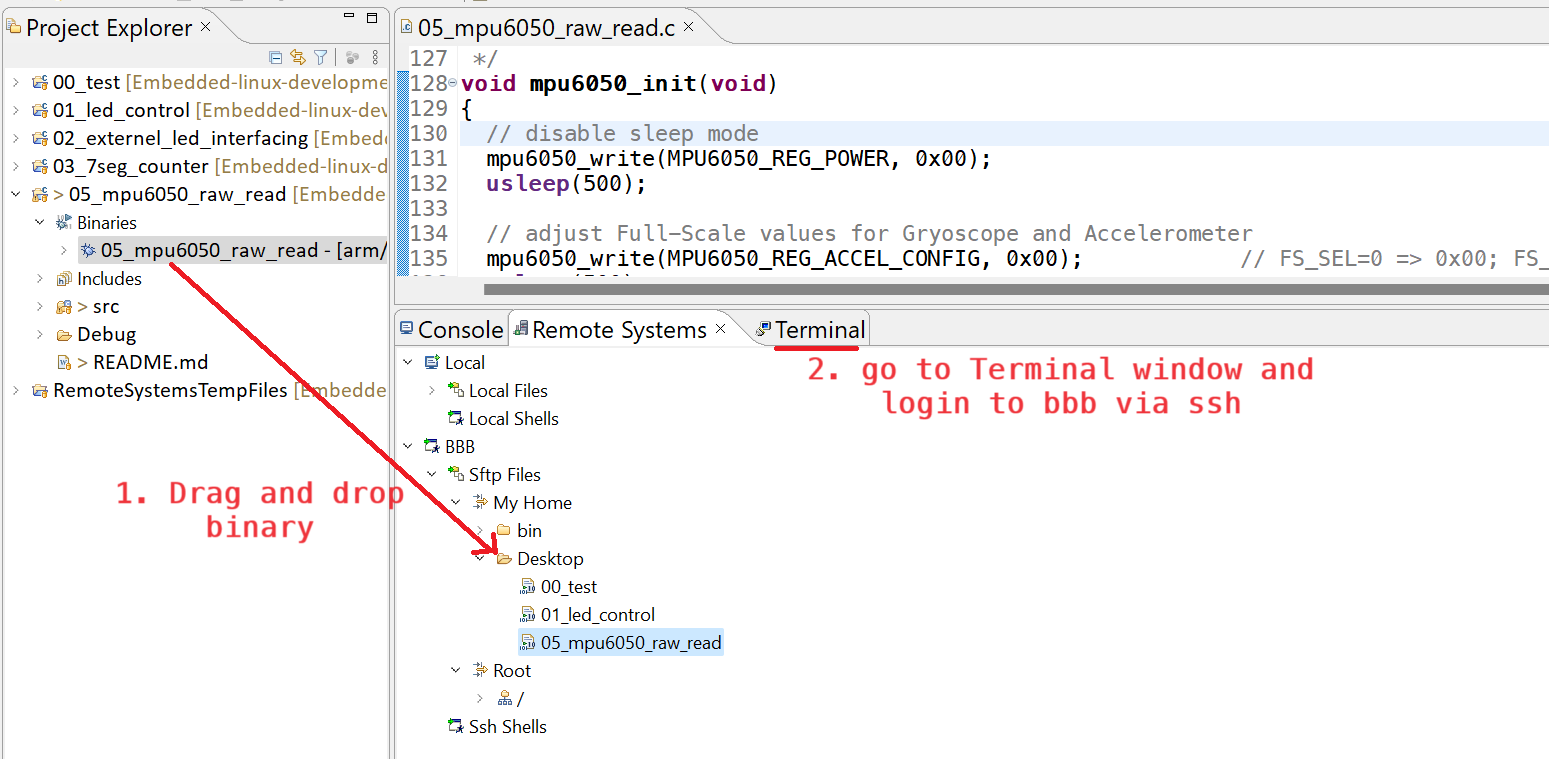 Project Explorer
00_test [Embedded-linux-developme
01_led_control [Embedded-linux-dev
02_externel_led_interfacing [Embed
03_7seg_counter [Embedded-linux-d
> 05_mpu6050_raw_read [Embedde
Binaries
05_mpu6050_raw_read - [arm/
Includes
> src
Debug
> README.md
RemoteSystemsTempFiles [Embedde
1. Drag and drop
binary
05_mpu6050_raw_read.c
127 */
128 void mpu6050_init(void)
129 {
130 // disable sleep mode
131 mpu6050_write(MPU6050_REG_POWER, 0x00);
132 usleep(500);
133
134 // adjust Full-Scale values for Gryoscope and Accelerometer
135 mpu6050_write(MPU6050_REG_ACCEL_CONFIG, 0x00); // FS_SEL=0 => 0x00; FS_
Console Remote Systems Terminal
2. go to Terminal window and
login to bbb via ssh
Local
Local Files
Local Shells
BBB
Sftp Files
My Home
bin
Desktop
00_test
01_led_control
05_mpu6050_raw_read
Root
/
Ssh Shells